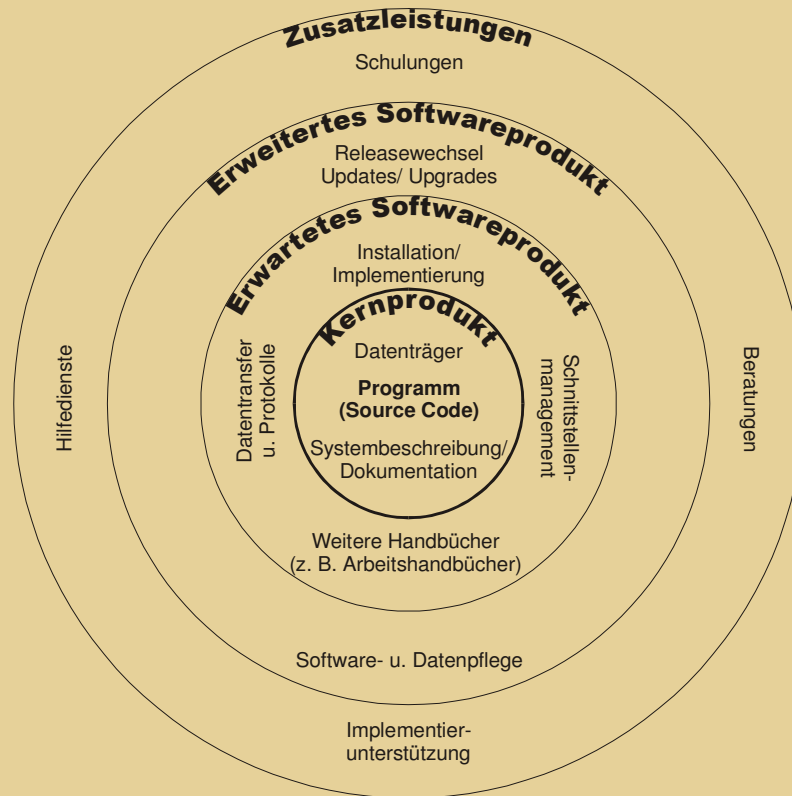 Zusatzleistungen
Schulungen
Erweitertes Softwareprodukt
Releasewechsel
Updates/ Upgrades
Erwartetes Softwareprodukt
Installation/
Implementierung
Kernprodukt
Datenträger
Programm
(Source Code)
Systembeschreibung/
Dokumentation
Hilfedienste
Datentransfer
u. Protokolle
Schnittstellen-
management
Beratungen
Weitere Handbücher
(z. B. Arbeitshandbücher)
Software- u. Datenpflege
Implementier-
unterstützung